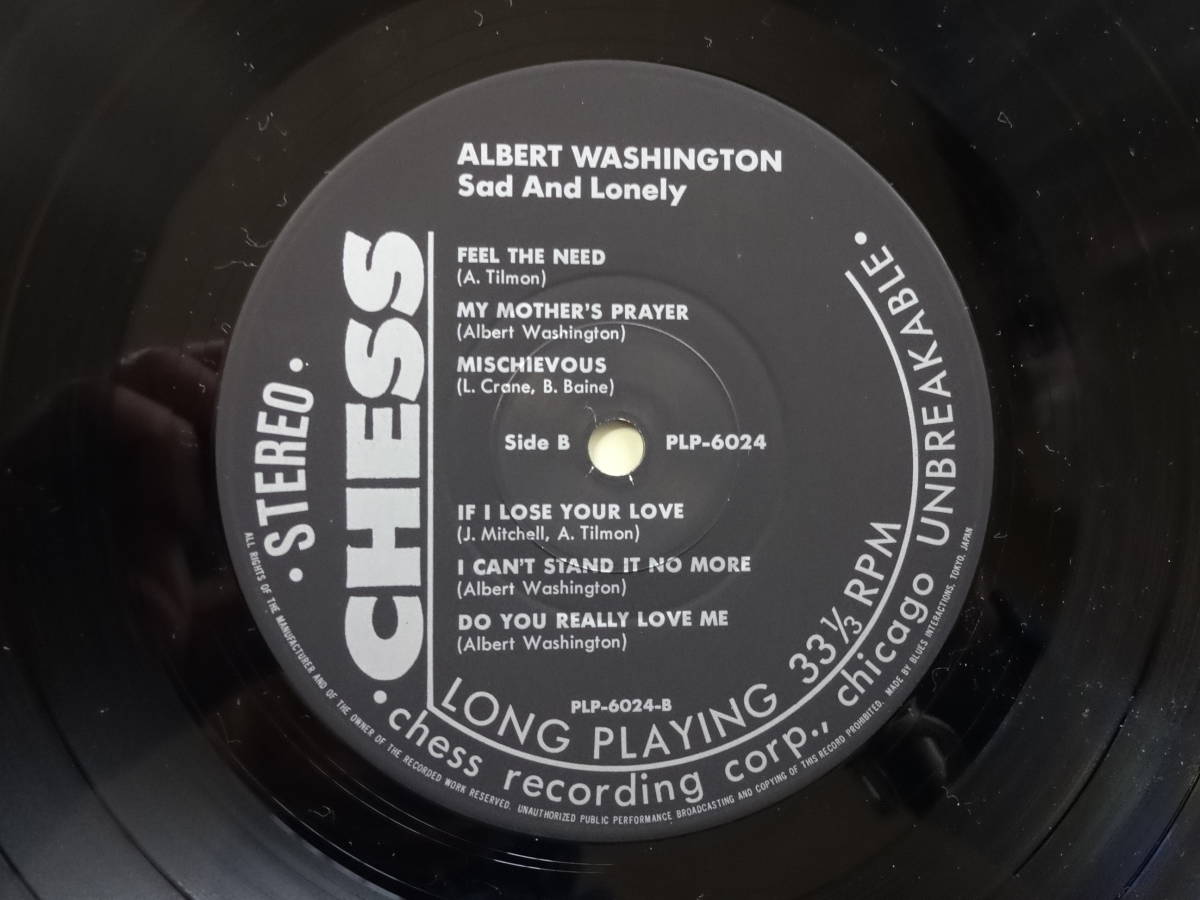 ALBERT WASHINGTON
Sad And Lonely
FEEL THE NEED
(A. Tilmon)
MY MOTHER'S PRAYER
(Albert Washington)
MISCHIEVOUS
(L. Crane, B. Baine)
Side B PLP-6024
IF I LOSE YOUR LOVE
(J. Mitchell, A. Tilmon)
I CAN'T STAND IT NO MORE
(Albert Washington)
DO YOU REALLY LOVE ME
(Albert Washington)
PLP-6024-B
• STEREO •
CHESS
LONG PLAYING 33⅓ RPM
• chess recording corp., chicago UNBREAKABLE •
ALL RIGHTS OF THE MANUFACTURER AND OF THE OWNER OF THE RECORDED WORK RESERVED. UNAUTHORIZED PUBLIC PERFORMANCE BROADCASTING AND COPYING OF THIS RECORD PROHIBITED. MADE BY BLUES INTERACTIONS, TOKYO, JAPAN